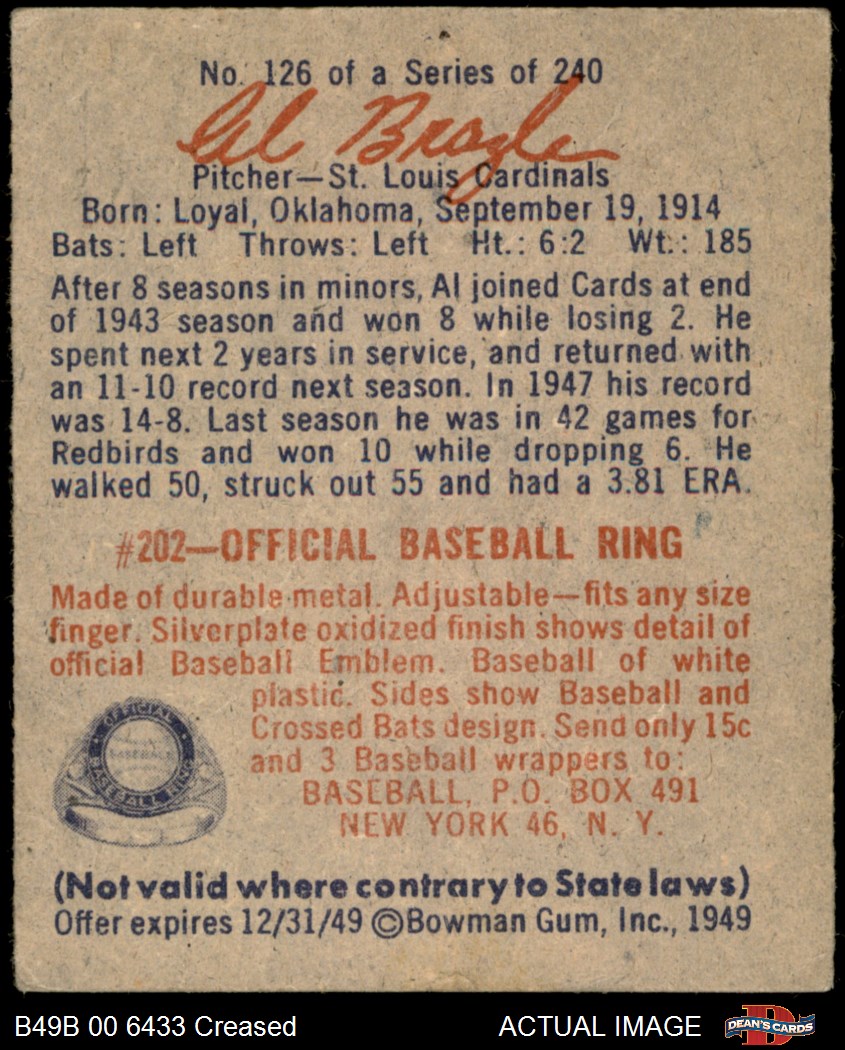 No. 126 of a Series of 240
Al Brazle
Pitcher—St. Louis Cardinals
Born: Loyal, Oklahoma, September 19, 1914
Bats: Left Throws: Left Ht.: 6:2 Wt.: 185
After 8 seasons in minors, Al joined Cards at end
of 1943 season and won 8 while losing 2. He
spent next 2 years in service, and returned with
an 11-10 record next season. In 1947 his record
was 14-8. Last season he was in 42 games for
Redbirds and won 10 while dropping 6. He
walked 50, struck out 55 and had a 3.81 ERA.
#202—OFFICIAL BASEBALL RING
Made of durable metal. Adjustable—fits any size
finger. Silverplate oxidized finish shows detail of
official Baseball Emblem. Baseball of white
plastic. Sides show Baseball and
Crossed Bats design. Send only 15c
and 3 Baseball wrappers to:
BASEBALL, P.O. BOX 491
NEW YORK 46, N. Y.
OFFICIAL
BASEBALL
BASEBALL RING
(Not valid where contrary to State laws)
Offer expires 12/31/49 ©Bowman Gum, Inc., 1949
B49B 00 6433 Creased
ACTUAL IMAGE
D
DEAN'S CARDS